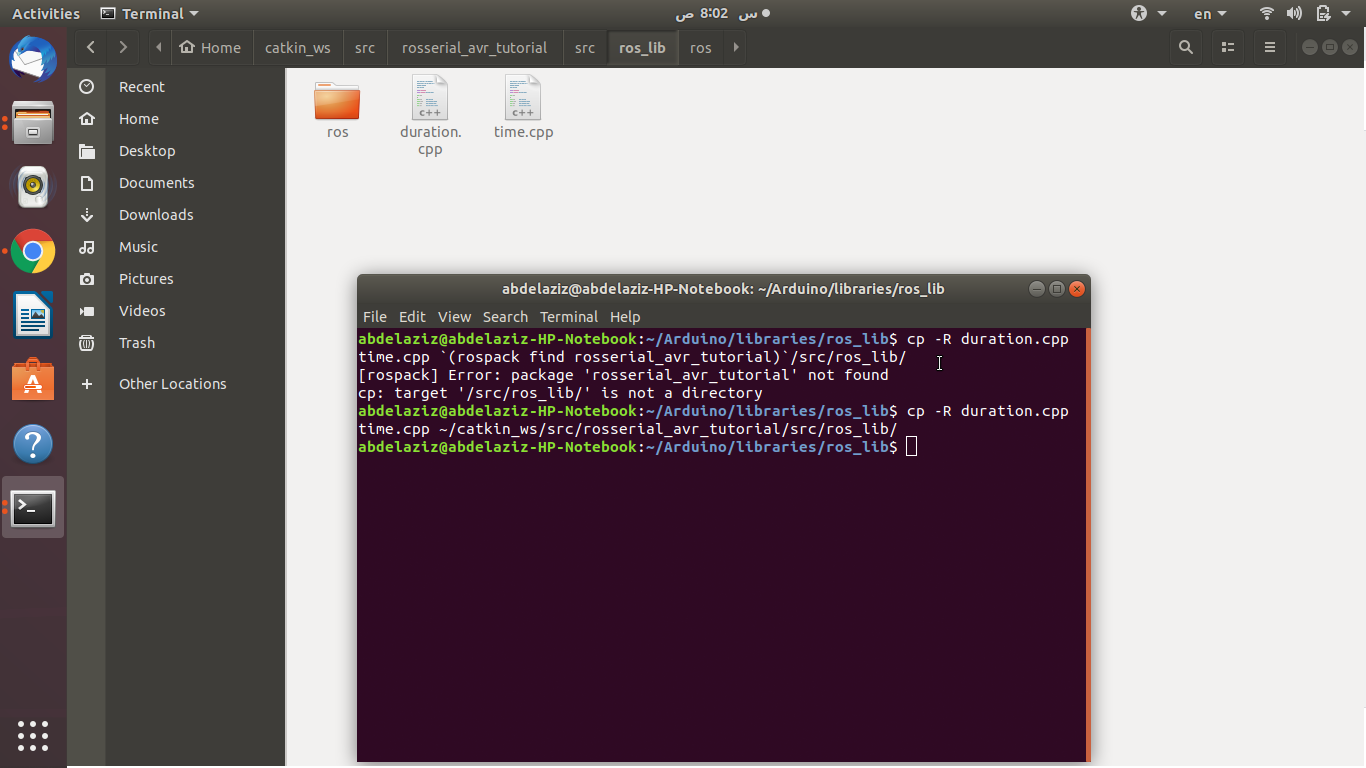 Activities
Terminal
س 8:02 ص
en
Home
catkin_ws
src
rosserial_avr_tutorial
src
ros_lib
ros
Recent
Home
Desktop
Documents
Downloads
Music
Pictures
Videos
Trash
Other Locations
ros
c++
duration.
cpp
c++
time.cpp
abdelaziz@abdelaziz-HP-Notebook: ~/Arduino/libraries/ros_lib
File Edit View Search Terminal Help
abdelaziz@abdelaziz-HP-Notebook:~/Arduino/libraries/ros_lib$ cp -R duration.cpp
time.cpp `(rospack find rosserial_avr_tutorial)`/src/ros_lib/
[rospack] Error: package 'rosserial_avr_tutorial' not found
cp: target '/src/ros_lib/' is not a directory
abdelaziz@abdelaziz-HP-Notebook:~/Arduino/libraries/ros_lib$ cp -R duration.cpp
time.cpp ~/catkin_ws/src/rosserial_avr_tutorial/src/ros_lib/
abdelaziz@abdelaziz-HP-Notebook:~/Arduino/libraries/ros_lib$